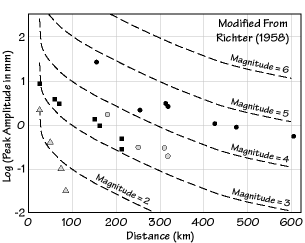 Modified From
Richter (1958)
Log (Peak Amplitude in mm)
2
1
0
-1
-2
Magnitude = 6
Magnitude = 5
Magnitude = 4
Magnitude = 3
Magnitude = 2
0 100 200 300 400 500 600
Distance (km)